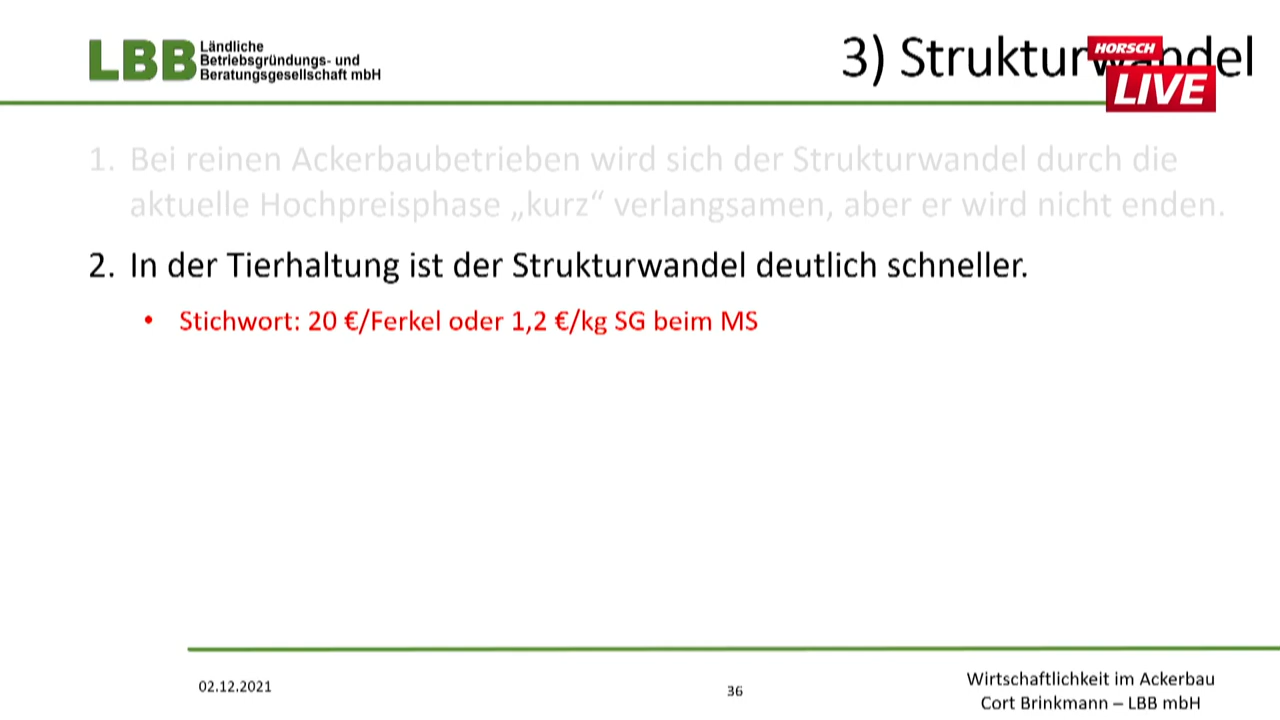 LBB Ländliche
Betriebsgründungs- und
Beratungsgesellschaft mbH
3) Strukturwandel
HORSCH
LIVE
1. Bei reinen Ackerbaubetrieben wird sich der Strukturwandel durch die
aktuelle Hochpreisphase „kurz“ verlangsamen, aber er wird nicht enden.
2. In der Tierhaltung ist der Strukturwandel deutlich schneller.
• Stichwort: 20 €/Ferkel oder 1,2 €/kg SG beim MS
02.12.2021
36
Wirtschaftlichkeit im Ackerbau
Cort Brinkmann – LBB mbH